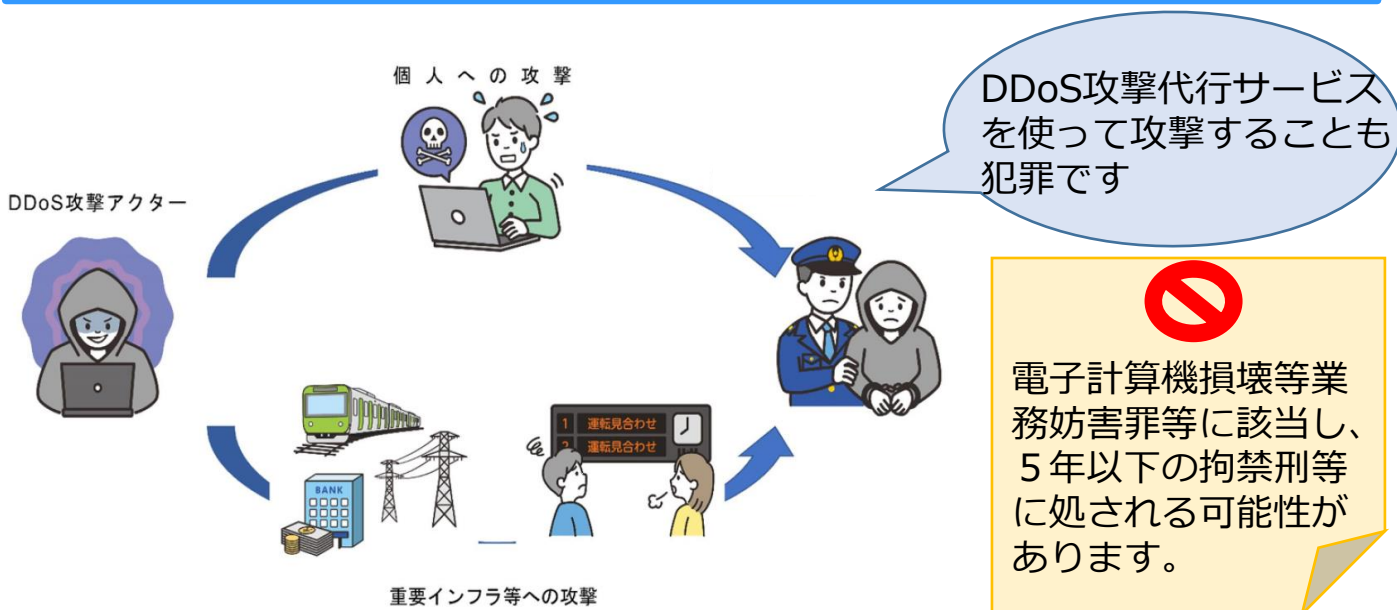 個人への攻撃
DDoS攻撃代行サービス
を使って攻撃することも
犯罪です
DDoS攻撃アクター
1 運転見合わせ
2 運転見合わせ
BANK
電子計算機損壊等業
務妨害罪等に該当し、
５年以下の拘禁刑等
に処される可能性が
あります。
重要インフラ等への攻撃